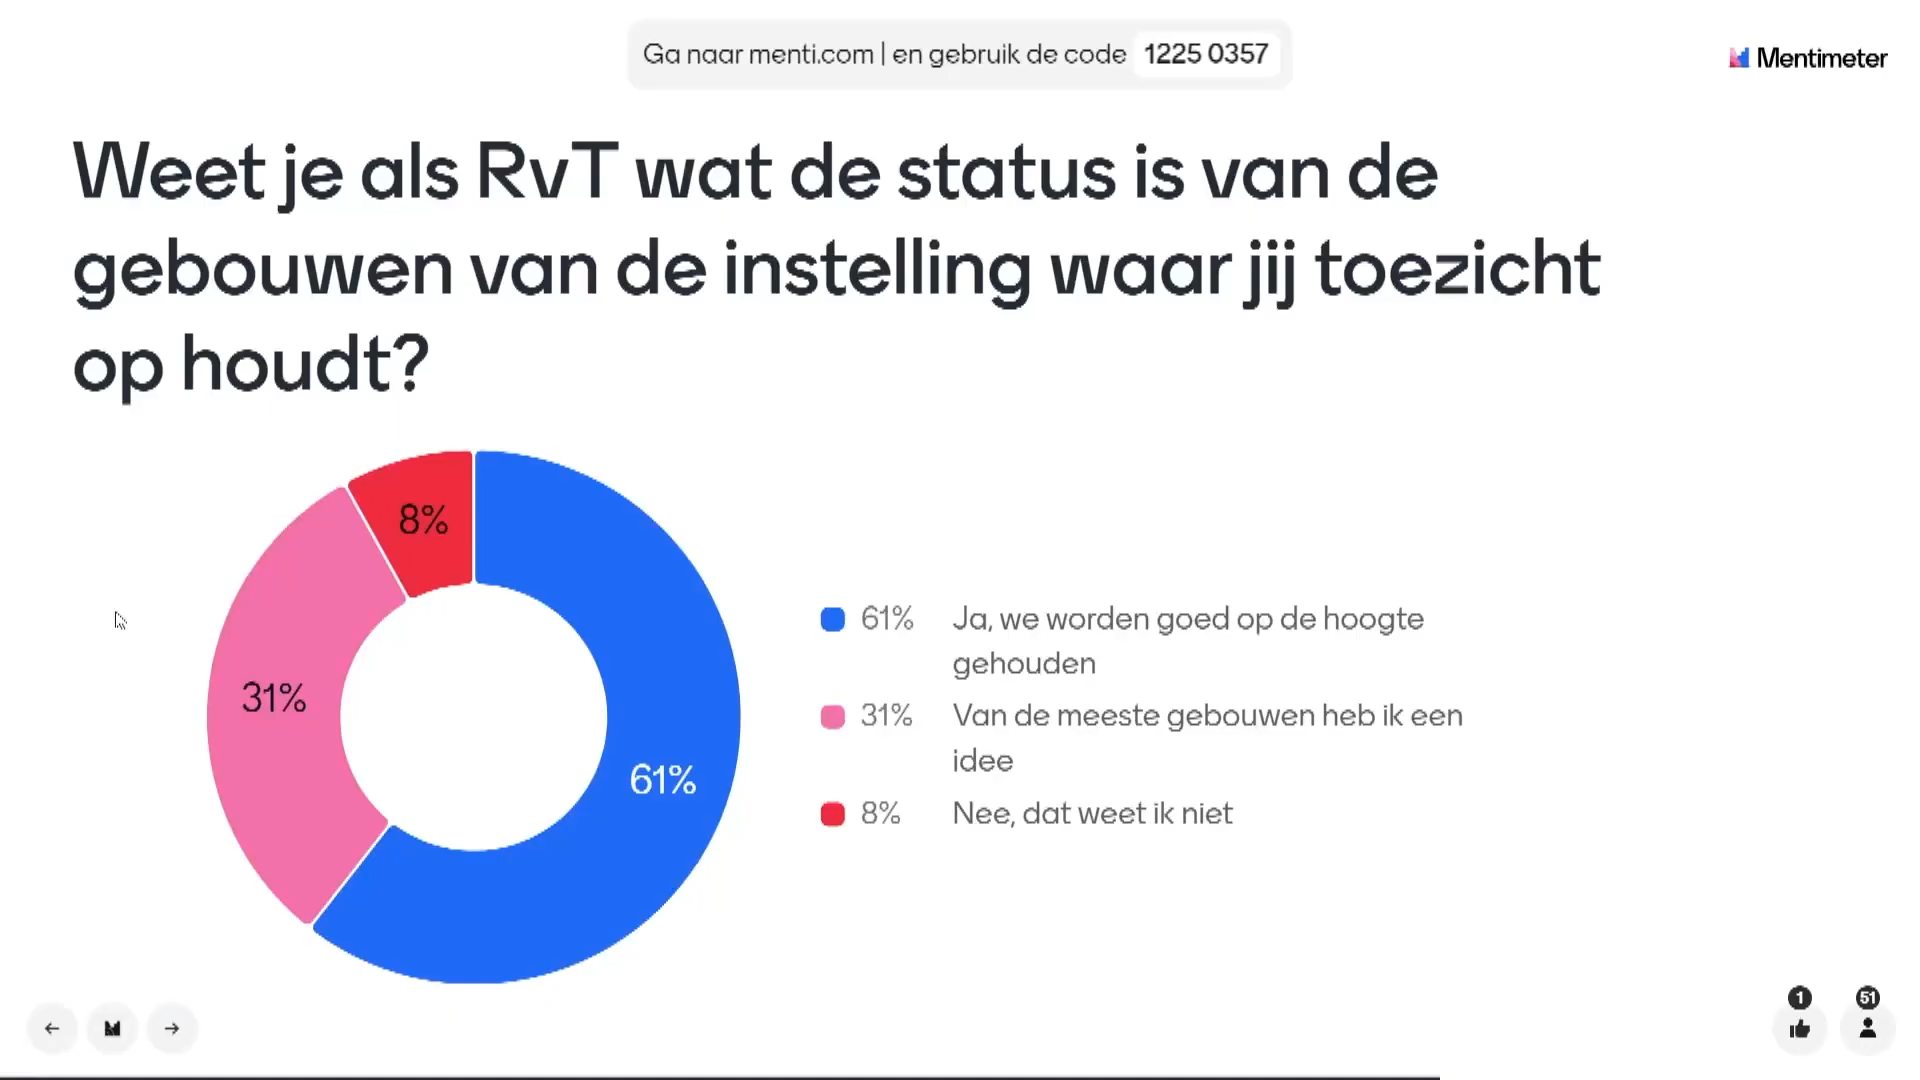 Ga naar menti.com | en gebruik de code 1225 0357
Mentimeter
Weet je als RvT wat de status is van de
gebouwen van de instelling waar jij toezicht
op houdt?
8%
31%
61%
61% Ja, we worden goed op de hoogte
gehouden
31% Van de meeste gebouwen heb ik een
idee
8% Nee, dat weet ik niet
1
51